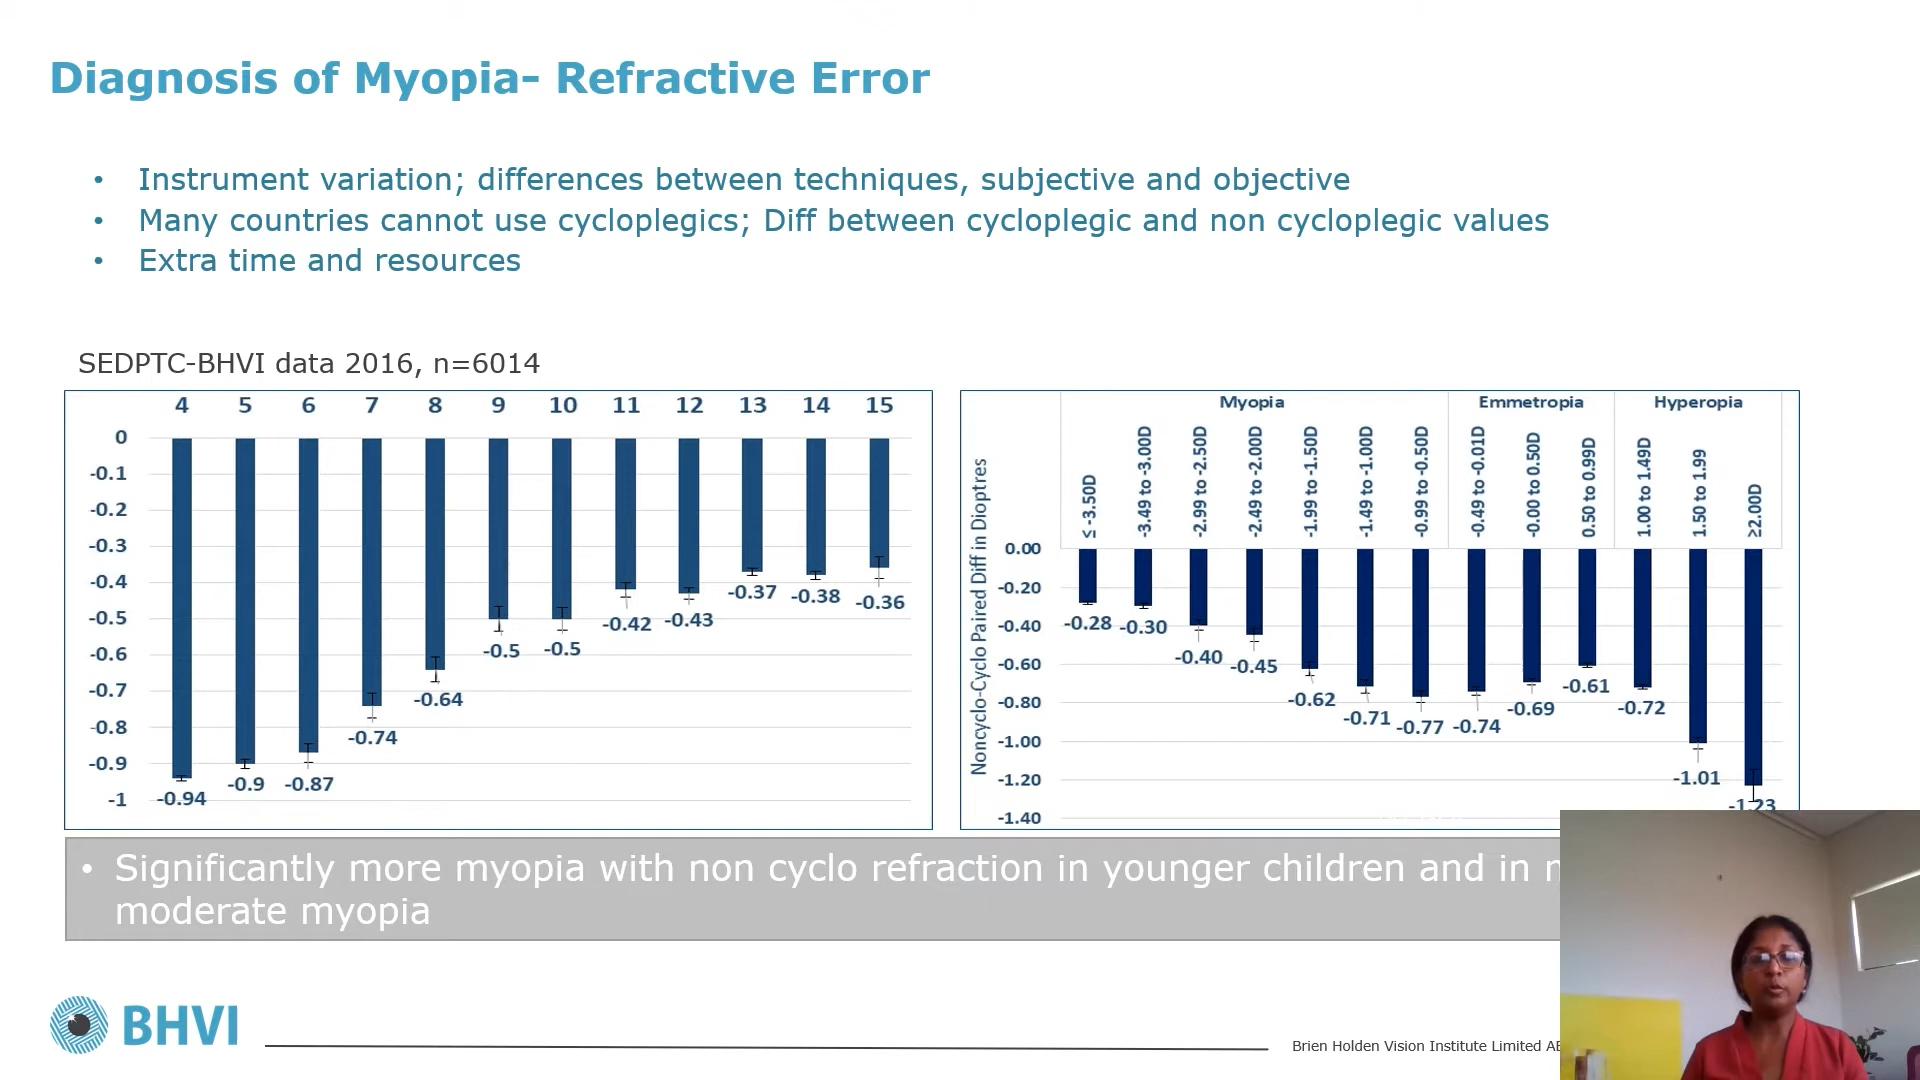 Diagnosis of Myopia- Refractive Error
• Instrument variation; differences between techniques, subjective and objective
• Many countries cannot use cycloplegics; Diff between cycloplegic and non cycloplegic values
• Extra time and resources
SEDPTC-BHVI data 2016, n=6014
4 5 6 7 8 9 10 11 12 13 14 15
0
-0.1
-0.2
-0.3
-0.4
-0.5
-0.6
-0.7
-0.8
-0.9
-1
-0.94 -0.9 -0.87 -0.74 -0.64 -0.5 -0.5 -0.42 -0.43 -0.37 -0.38 -0.36
Myopia Emmetropia Hyperopia
≤ -3.50D
-3.49 to -3.00D
-2.99 to -2.50D
-2.49 to -2.00D
-1.99 to -1.50D
-1.49 to -1.00D
-0.99 to -0.50D
-0.49 to -0.01D
-0.00 to 0.50D
0.50 to 0.99D
1.00 to 1.49D
1.50 to 1.99
≥2.00D
Noncyclo-Cyclo Paired Diff in Dioptres
0.00
-0.20
-0.40
-0.60
-0.80
-1.00
-1.20
-1.40
-0.28 -0.30 -0.40 -0.45 -0.62 -0.71 -0.77 -0.74 -0.69 -0.61 -0.72 -1.01 -1.23
• Significantly more myopia with non cyclo refraction in younger children and in
moderate myopia
BHVI
Brien Holden Vision Institute Limited